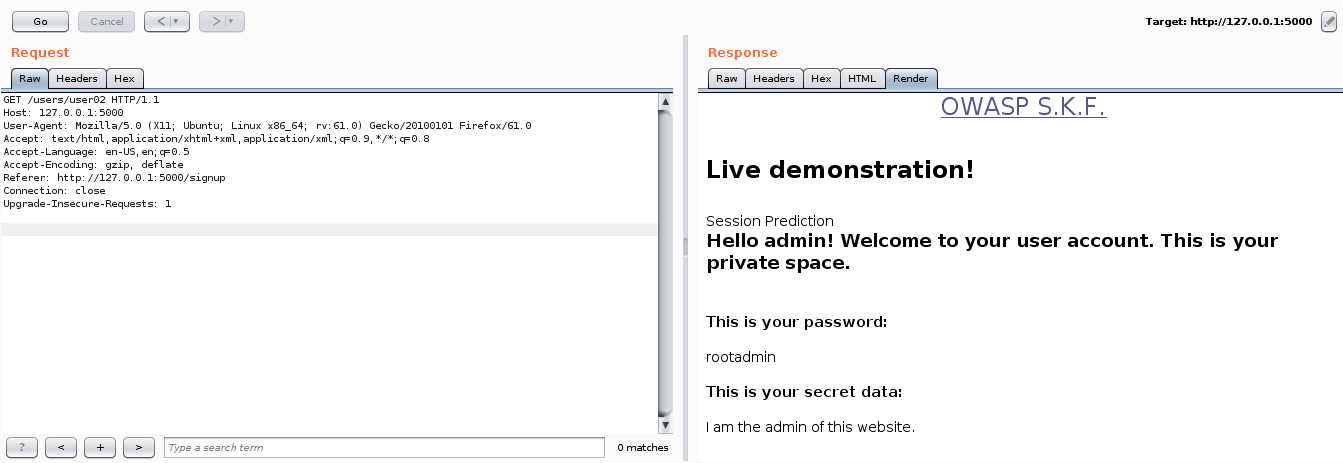 Go Cancel < > Target: http://127.0.0.1:5000
Request
Raw Headers Hex
GET /users/user02 HTTP/1.1
Host: 127.0.0.1:5000
User-Agent: Mozilla/5.0 (X11; Ubuntu; Linux x86_64; rv:61.0) Gecko/20100101 Firefox/61.0
Accept: text/html,application/xhtml+xml,application/xml;q=0.9,*/*;q=0.8
Accept-Language: en-US,en;q=0.5
Accept-Encoding: gzip, deflate
Referer: http://127.0.0.1:5000/signup
Connection: close
Upgrade-Insecure-Requests: 1
? < + > Type a search term 0 matches
Response
Raw Headers Hex HTML Render
OWASP S.K.F.
Live demonstration!
Session Prediction
Hello admin! Welcome to your user account. This is your
private space.
This is your password:
rootadmin
This is your secret data:
I am the admin of this website.